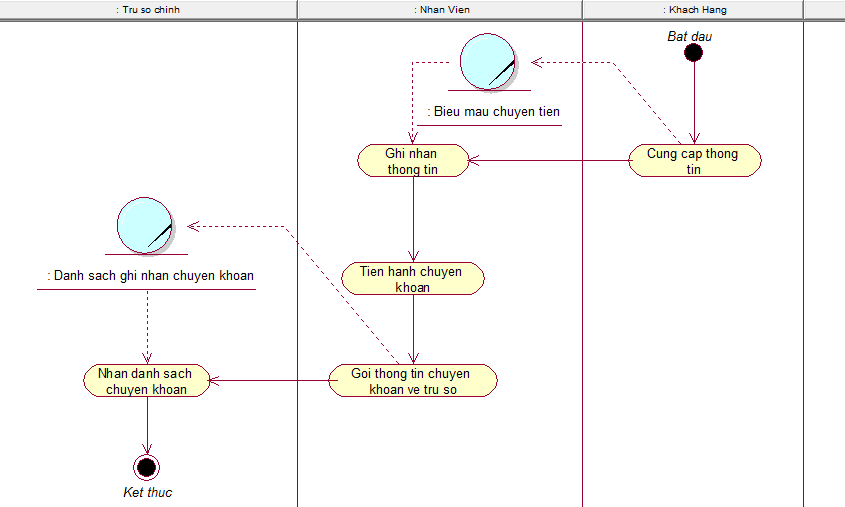 : Tru so chinh
: Nhan Vien
: Khach Hang
Bat dau
: Bieu mau chuyen tien
Ghi nhan
thong tin
Cung cap thong
tin
: Danh sach ghi nhan chuyen khoan
Tien hanh chuyen
khoan
Nhan danh sach
chuyen khoan
Goi thong tin chuyen
khoan ve tru so
Ket thuc